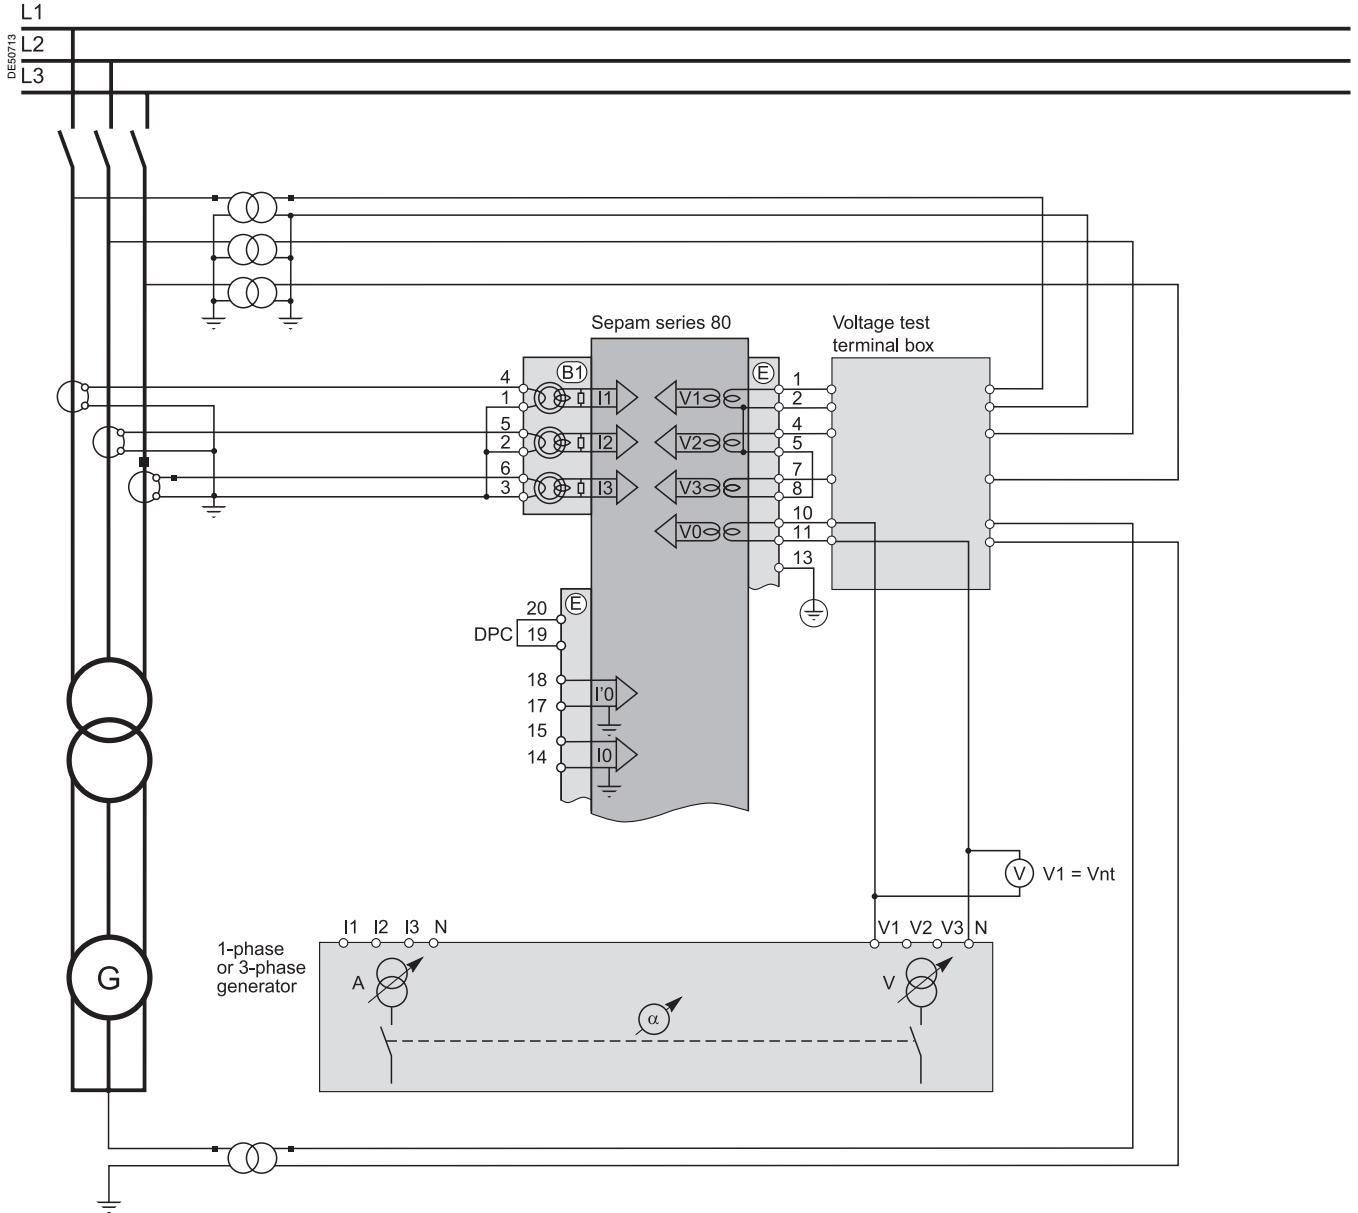 L1
DE50713
L2
L3
Sepam series 80
Voltage test
terminal box
B1
E
4
1
I1
V1
1
2
5
2
I2
V2
4
5
6
3
I3
V3
7
8
V0
10
11
13
E
20
DPC
19
18
17
I'0
15
14
I0
V
V1 = Vnt
I1 I2 I3 N
V1 V2 V3 N
1-phase
or 3-phase
generator
A
V
G
α